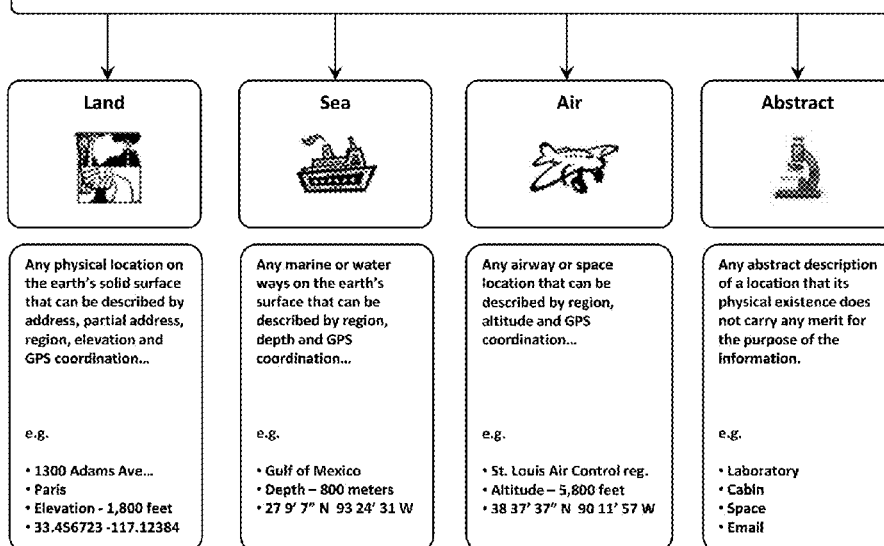 Land
Sea
Air
Abstract
Any physical location on
the earth's solid surface
that can be described by
address, partial address,
region, elevation and
GPS coordination...
e.g.
• 1300 Adams Ave...
• Paris
• Elevation - 1,800 feet
• 33.456723 -117.12384
Any marine or water
ways on the earth's
surface that can be
described by region,
depth and GPS
coordination...
e.g.
• Gulf of Mexico
• Depth – 800 meters
• 27 9' 7" N 93 24' 31 W
Any airway or space
location that can be
described by region,
altitude and GPS
coordination...
e.g.
• St. Louis Air Control reg.
• Altitude – 5,800 feet
• 38 37' 37" N 90 11' 57 W
Any abstract description
of a location that its
physical existence does
not carry any merit for
the purpose of the
information.
e.g.
• Laboratory
• Cabin
• Space
• Email